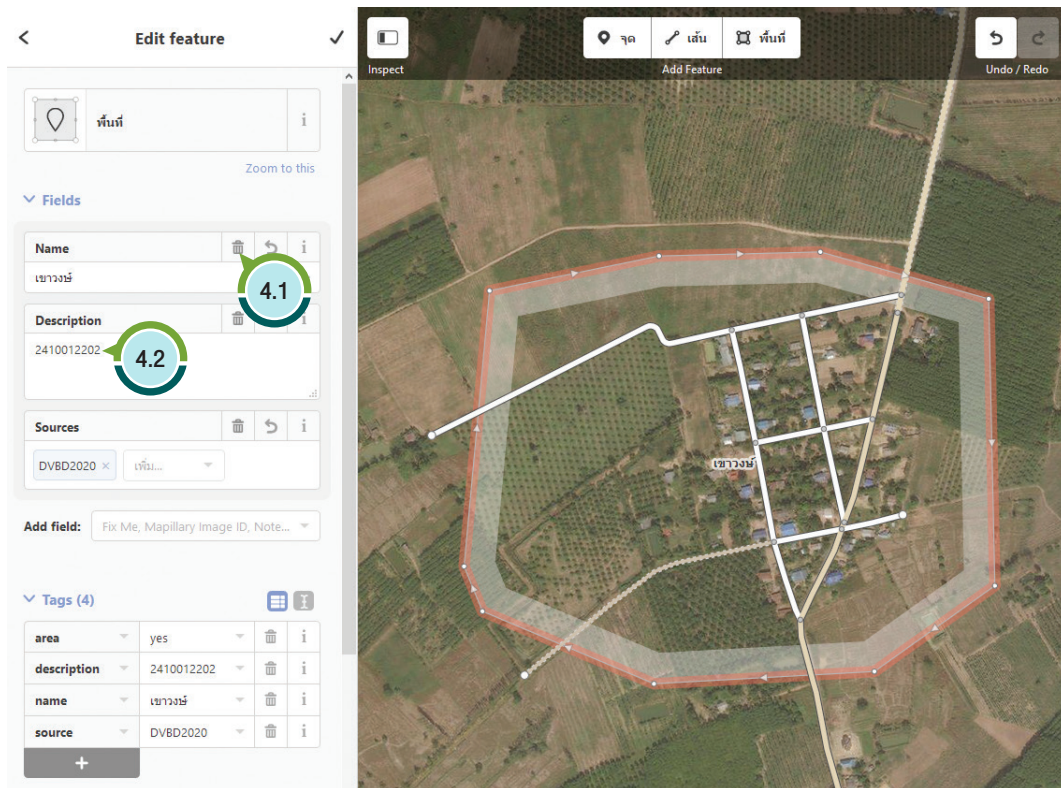 Edit feature
พื้นที่
i
Zoom to this
Fields
Name
i
เขาวงษ์
4.1
Description
i
2410012202
4.2
Sources
i
DVBD2020 ×
เพิ่ม...
Add field:
Fix Me, Mapillary Image ID, Note...
Tags (4)
area
yes
i
description
2410012202
i
name
เขาวงษ์
i
source
DVBD2020
i
+
Inspect
จุด
เส้น
พื้นที่
Add Feature
Undo / Redo
เขาวงษ์